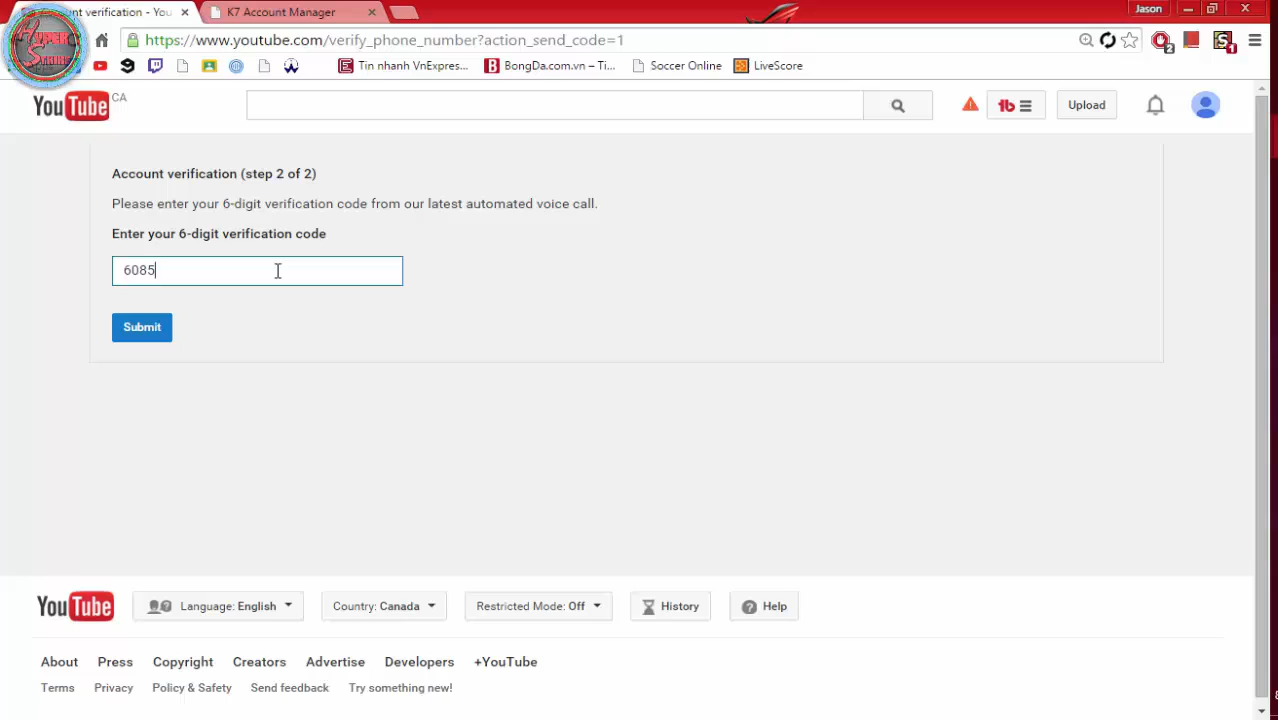 Account verification - You
K7 Account Manager
Jason
https://www.youtube.com/verify_phone_number?action_send_code=1
2
1
Tin nhanh VnExpres...
BongDa.com.vn – Ti...
Soccer Online
LiveScore
YouTube CA
Upload
Account verification (step 2 of 2)
Please enter your 6-digit verification code from our latest automated voice call.
Enter your 6-digit verification code
6085
Submit
YouTube
Language: English
Country: Canada
Restricted Mode: Off
History
Help
About
Press
Copyright
Creators
Advertise
Developers
+YouTube
Terms
Privacy
Policy & Safety
Send feedback
Try something new!